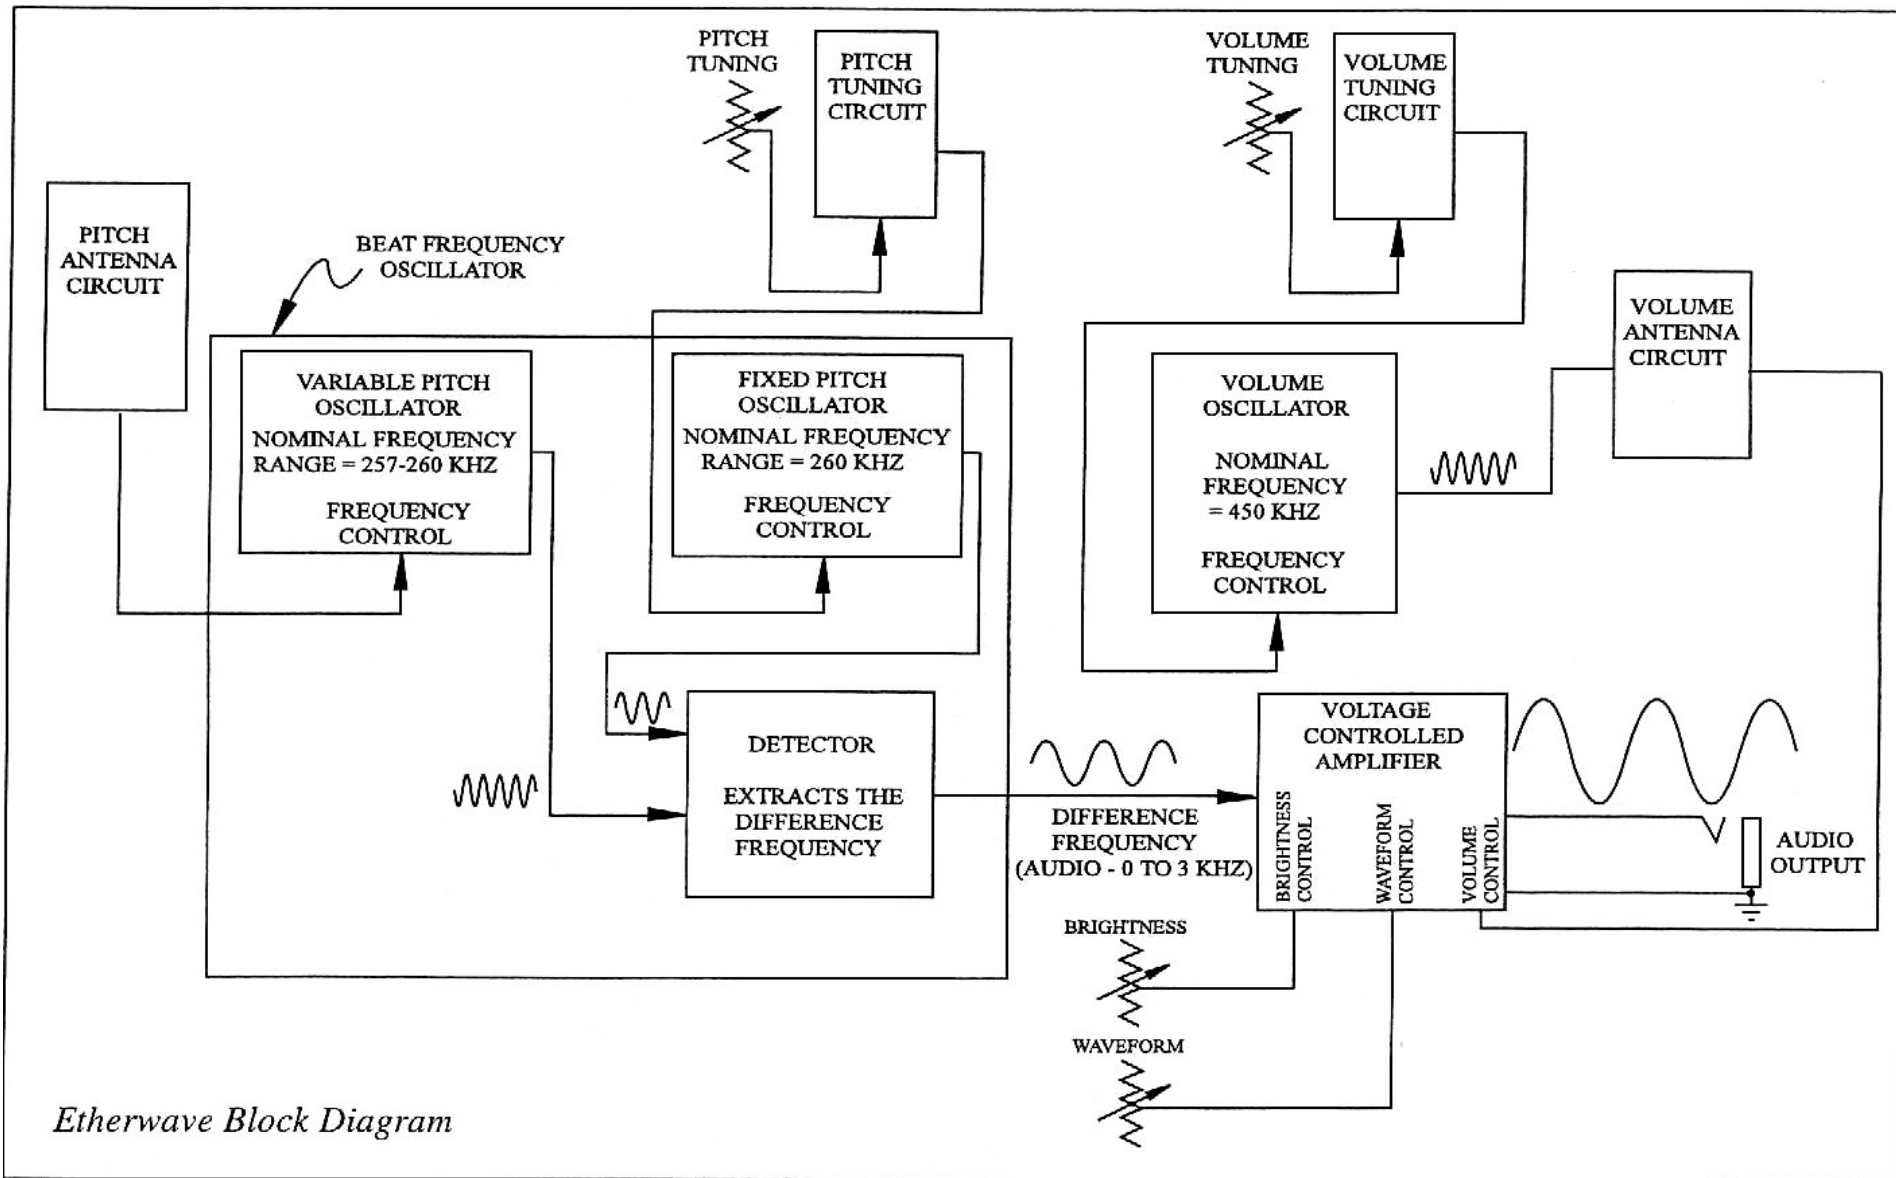 PITCH
TUNING
PITCH
TUNING
CIRCUIT
VOLUME
TUNING
VOLUME
TUNING
CIRCUIT
PITCH
ANTENNA
CIRCUIT
BEAT FREQUENCY
OSCILLATOR
VOLUME
ANTENNA
CIRCUIT
VARIABLE PITCH
OSCILLATOR
NOMINAL FREQUENCY
RANGE = 257-260 KHZ
FREQUENCY
CONTROL
FIXED PITCH
OSCILLATOR
NOMINAL FREQUENCY
RANGE = 260 KHZ
FREQUENCY
CONTROL
VOLUME
OSCILLATOR
NOMINAL
FREQUENCY
= 450 KHZ
FREQUENCY
CONTROL
DETECTOR
EXTRACTS THE
DIFFERENCE
FREQUENCY
DIFFERENCE
FREQUENCY
(AUDIO - 0 TO 3 KHZ)
VOLTAGE
CONTROLLED
AMPLIFIER
BRIGHTNESS
CONTROL
WAVEFORM
CONTROL
VOLUME
CONTROL
AUDIO
OUTPUT
BRIGHTNESS
WAVEFORM
Etherwave Block Diagram